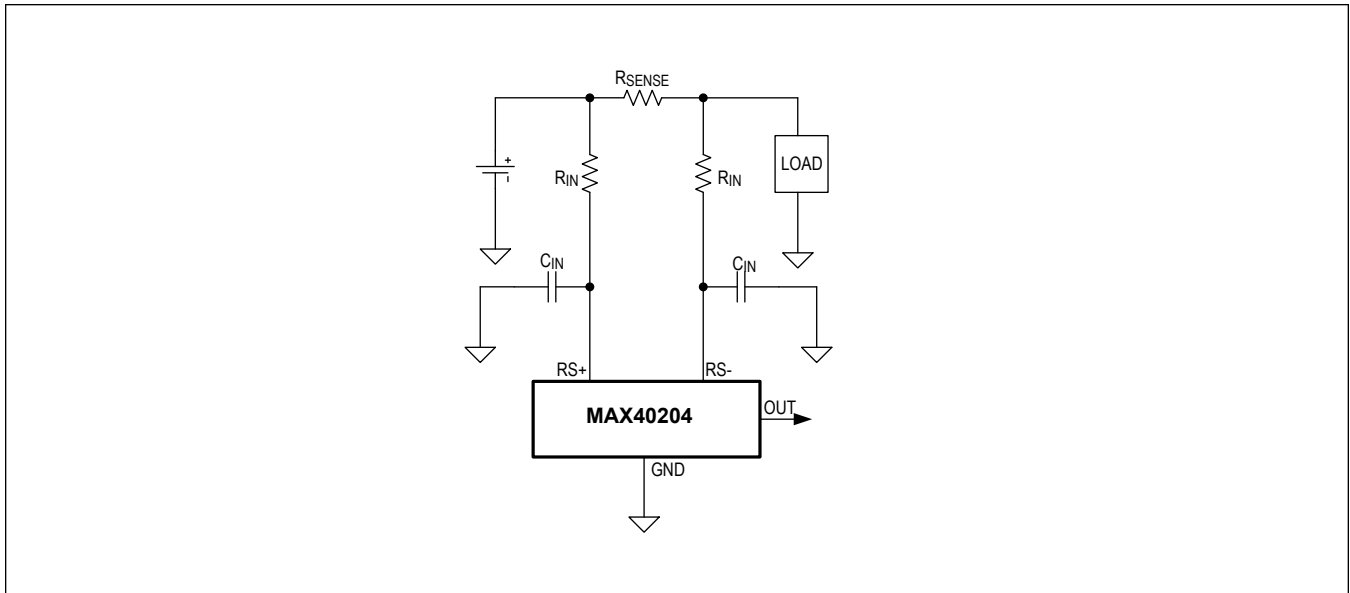 RSENSE
+
-
RIN
RIN
LOAD
CIN
CIN
RS+
RS-
MAX40204
OUT
GND